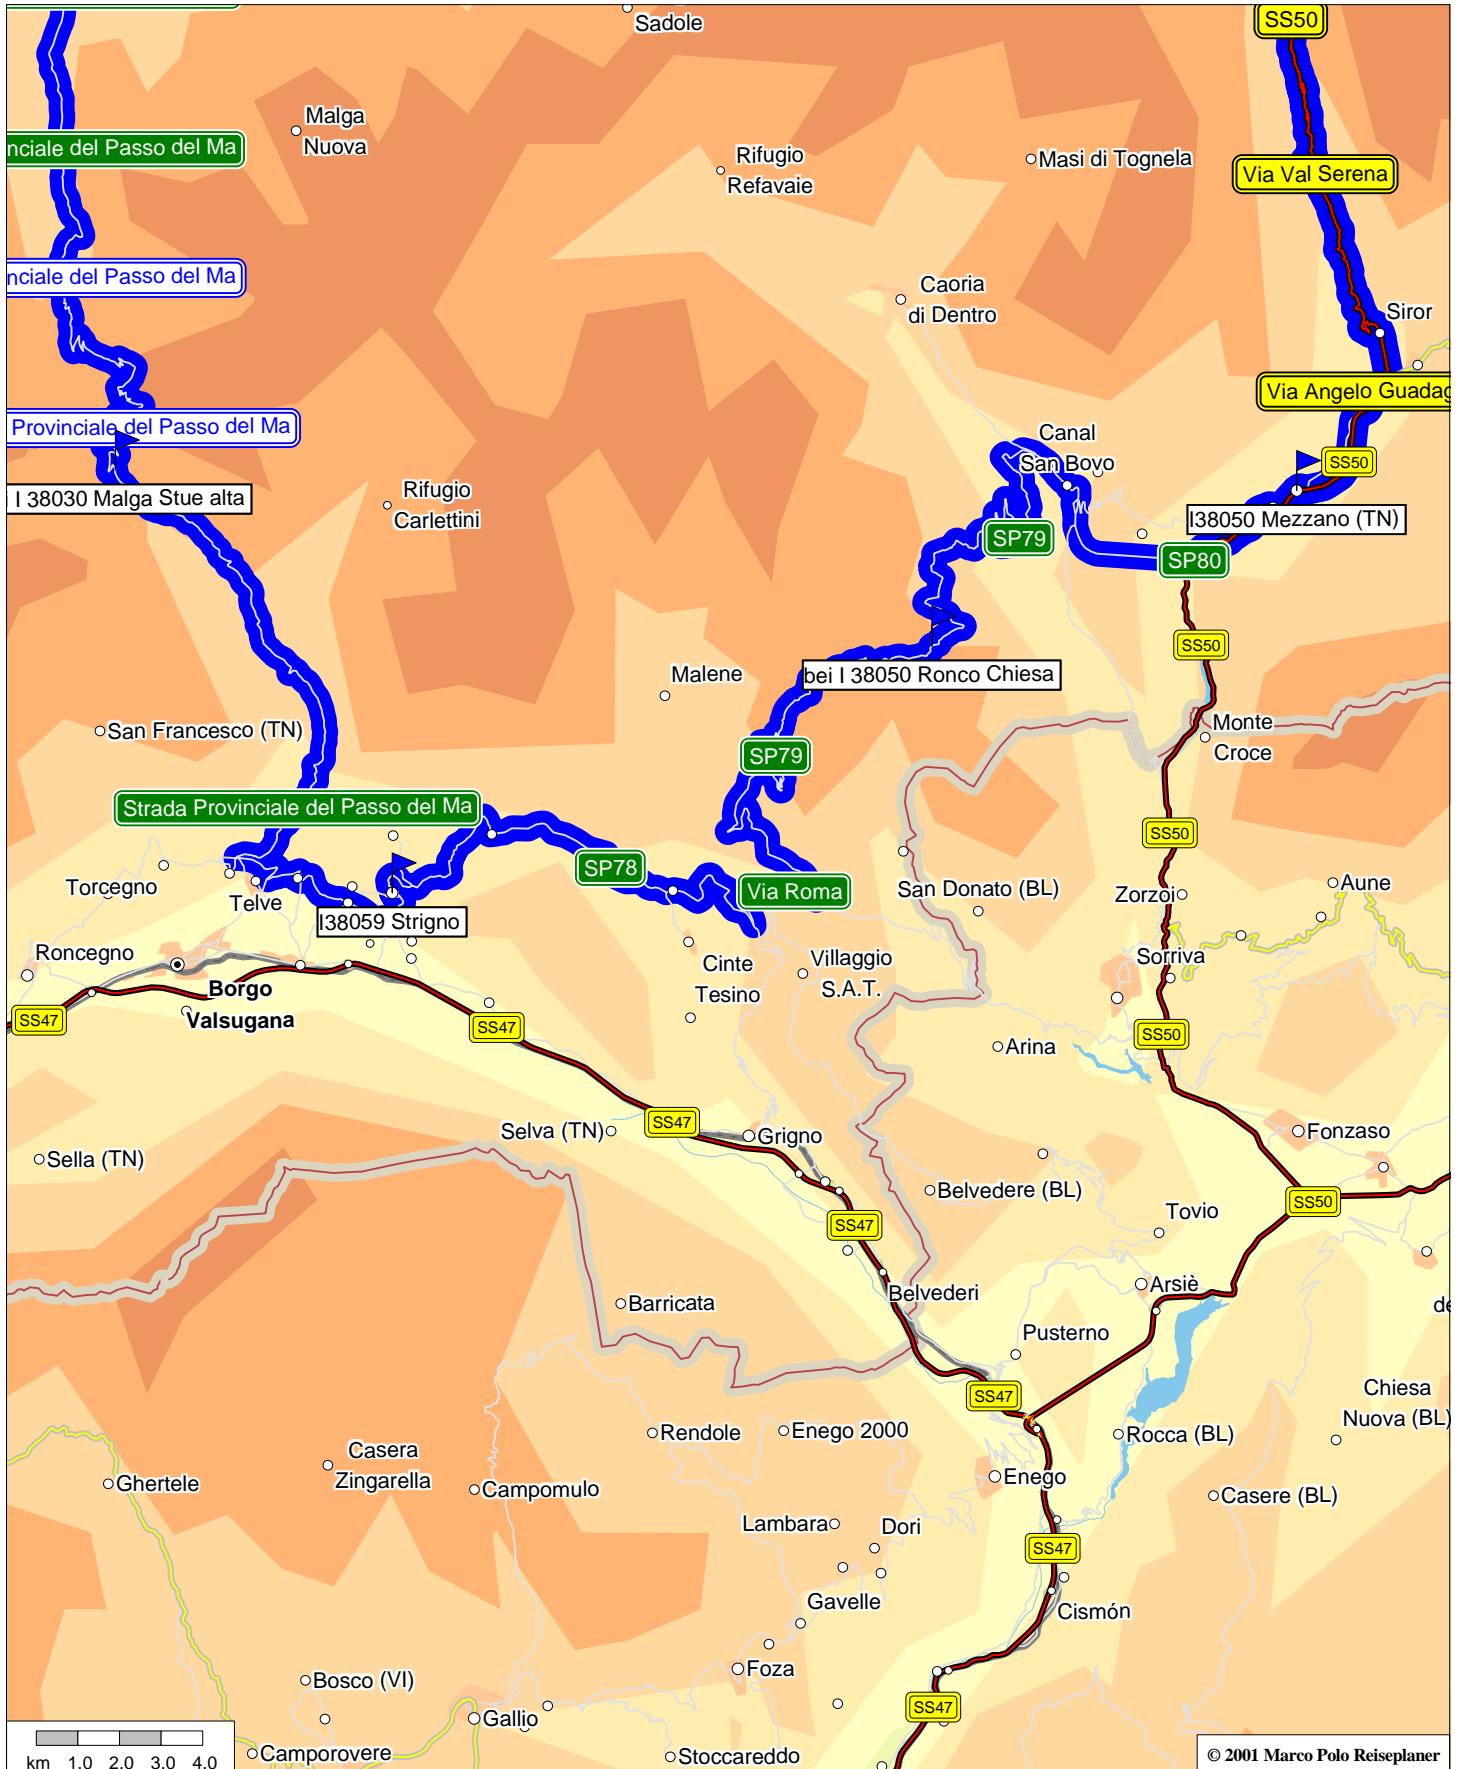 Sadole
SS50
Malga
Nuova
nciale del Passo del Ma
Rifugio
Refavaie
Masi di Tognela
Via Val Serena
nciale del Passo del Ma
Caoria
di Dentro
Siror
Via Angelo Guadag
Provinciale del Passo del Ma
Canal
San Bovo
SS50
I 38030 Malga Stue alta
Rifugio
Carlettini
I38050 Mezzano (TN)
SP79
SP80
SS50
Malene
bei I 38050 Ronco Chiesa
San Francesco (TN)
Monte
Croce
SP79
Strada Provinciale del Passo del Ma
SS50
SP78
Via Roma
San Donato (BL)
Zorzoi
Aune
Torcegno
Telve
I38059 Strigno
Roncegno
Cinte
Tesino
Villaggio
S.A.T.
Sorriva
Borgo
Valsugana
SS47
SS47
SS50
Arina
Selva (TN)
SS47
Grigno
Fonzaso
Sella (TN)
Belvedere (BL)
SS50
Tovio
SS47
Arsiè
Belvederi
Barricata
de
Pusterno
SS47
Chiesa
Nuova (BL)
Rendole
Enego 2000
Rocca (BL)
Casera
Zingarella
Ghertele
Campomulo
Enego
Casere (BL)
Lambara
Dori
SS47
Gavelle
Cismón
Foza
Bosco (VI)
SS47
Gallio
Camporovere
Stoccareddo
km 1.0 2.0 3.0 4.0
© 2001 Marco Polo Reiseplaner